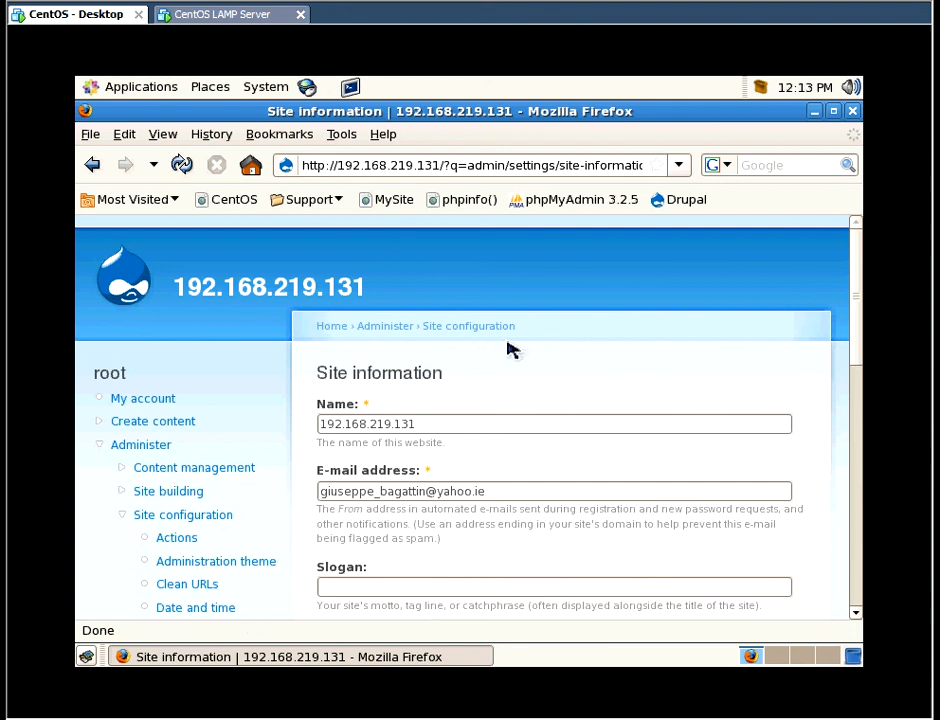 CentOS - Desktop × CentOS LAMP Server ×
Applications Places System 12:13 PM
Site information | 192.168.219.131 - Mozilla Firefox
File Edit View History Bookmarks Tools Help
http://192.168.219.131/?q=admin/settings/site-informatic G Google
Most Visited CentOS Support MySite phpinfo() PMA phpMyAdmin 3.2.5 Drupal
192.168.219.131
Home › Administer › Site configuration
root
My account
Create content
Administer
Content management
Site building
Site configuration
Actions
Administration theme
Clean URLs
Date and time
Site information
Name: *
192.168.219.131
The name of this website.
E-mail address: *
giuseppe_bagattin@yahoo.ie
The From address in automated e-mails sent during registration and new password requests, and
other notifications. (Use an address ending in your site's domain to help prevent this e-mail
being flagged as spam.)
Slogan:
Your site's motto, tag line, or catchphrase (often displayed alongside the title of the site).
Done
Site information | 192.168.219.131 - Mozilla Firefox